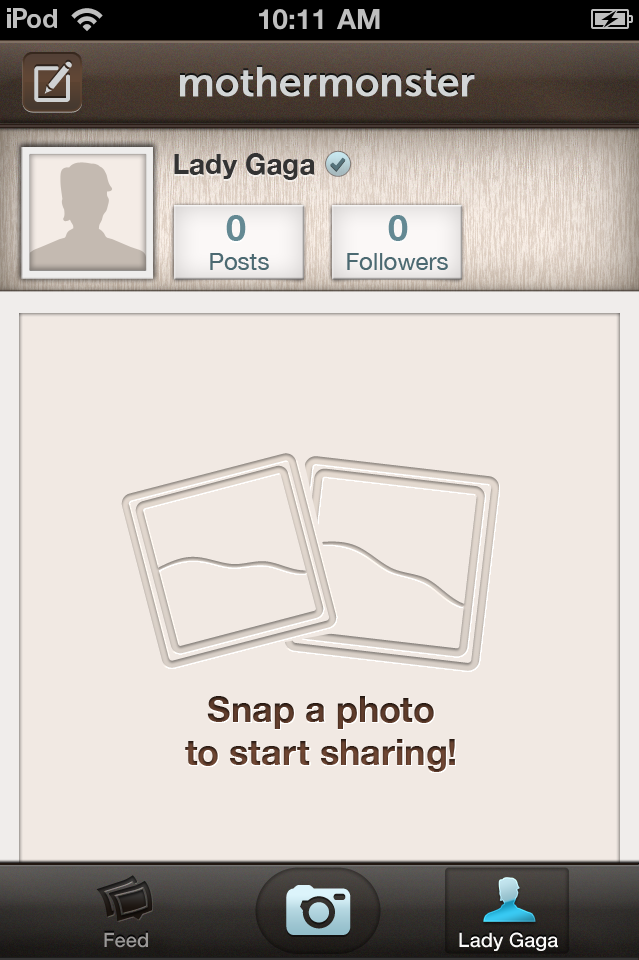 iPod 10:11 AM
mothermonster
Lady Gaga
0
Posts
0
Followers
Snap a photo
to start sharing!
Feed
Lady Gaga